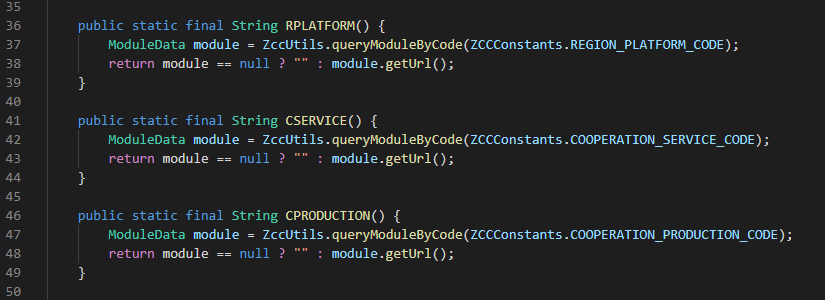 35
36 public static final String RPLATFORM() {
37 ModuleData module = ZccUtils.queryModuleByCode(ZCCConstants.REGION_PLATFORM_CODE);
38 return module == null ? "" : module.getUrl();
39 }
40
41 public static final String CSERVICE() {
42 ModuleData module = ZccUtils.queryModuleByCode(ZCCConstants.COOPERATION_SERVICE_CODE);
43 return module == null ? "" : module.getUrl();
44 }
45
46 public static final String CPRODUCTION() {
47 ModuleData module = ZccUtils.queryModuleByCode(ZCCConstants.COOPERATION_PRODUCTION_CODE);
48 return module == null ? "" : module.getUrl();
49 }
50